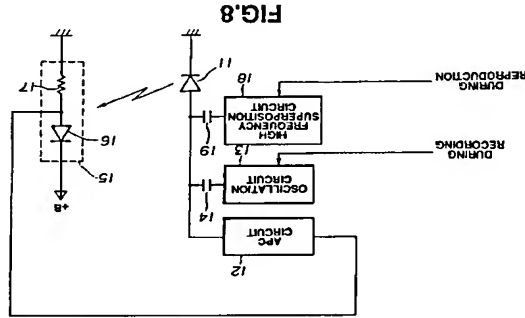 12
APC
CIRCUIT
14
13
OSCILLATION
CIRCUIT
DURING
RECORDING
19
18
HIGH
FREQUENCY
SUPERPOSITION
CIRCUIT
DURING
REPRODUCTION
11
+B
15
16
17
FIG.8